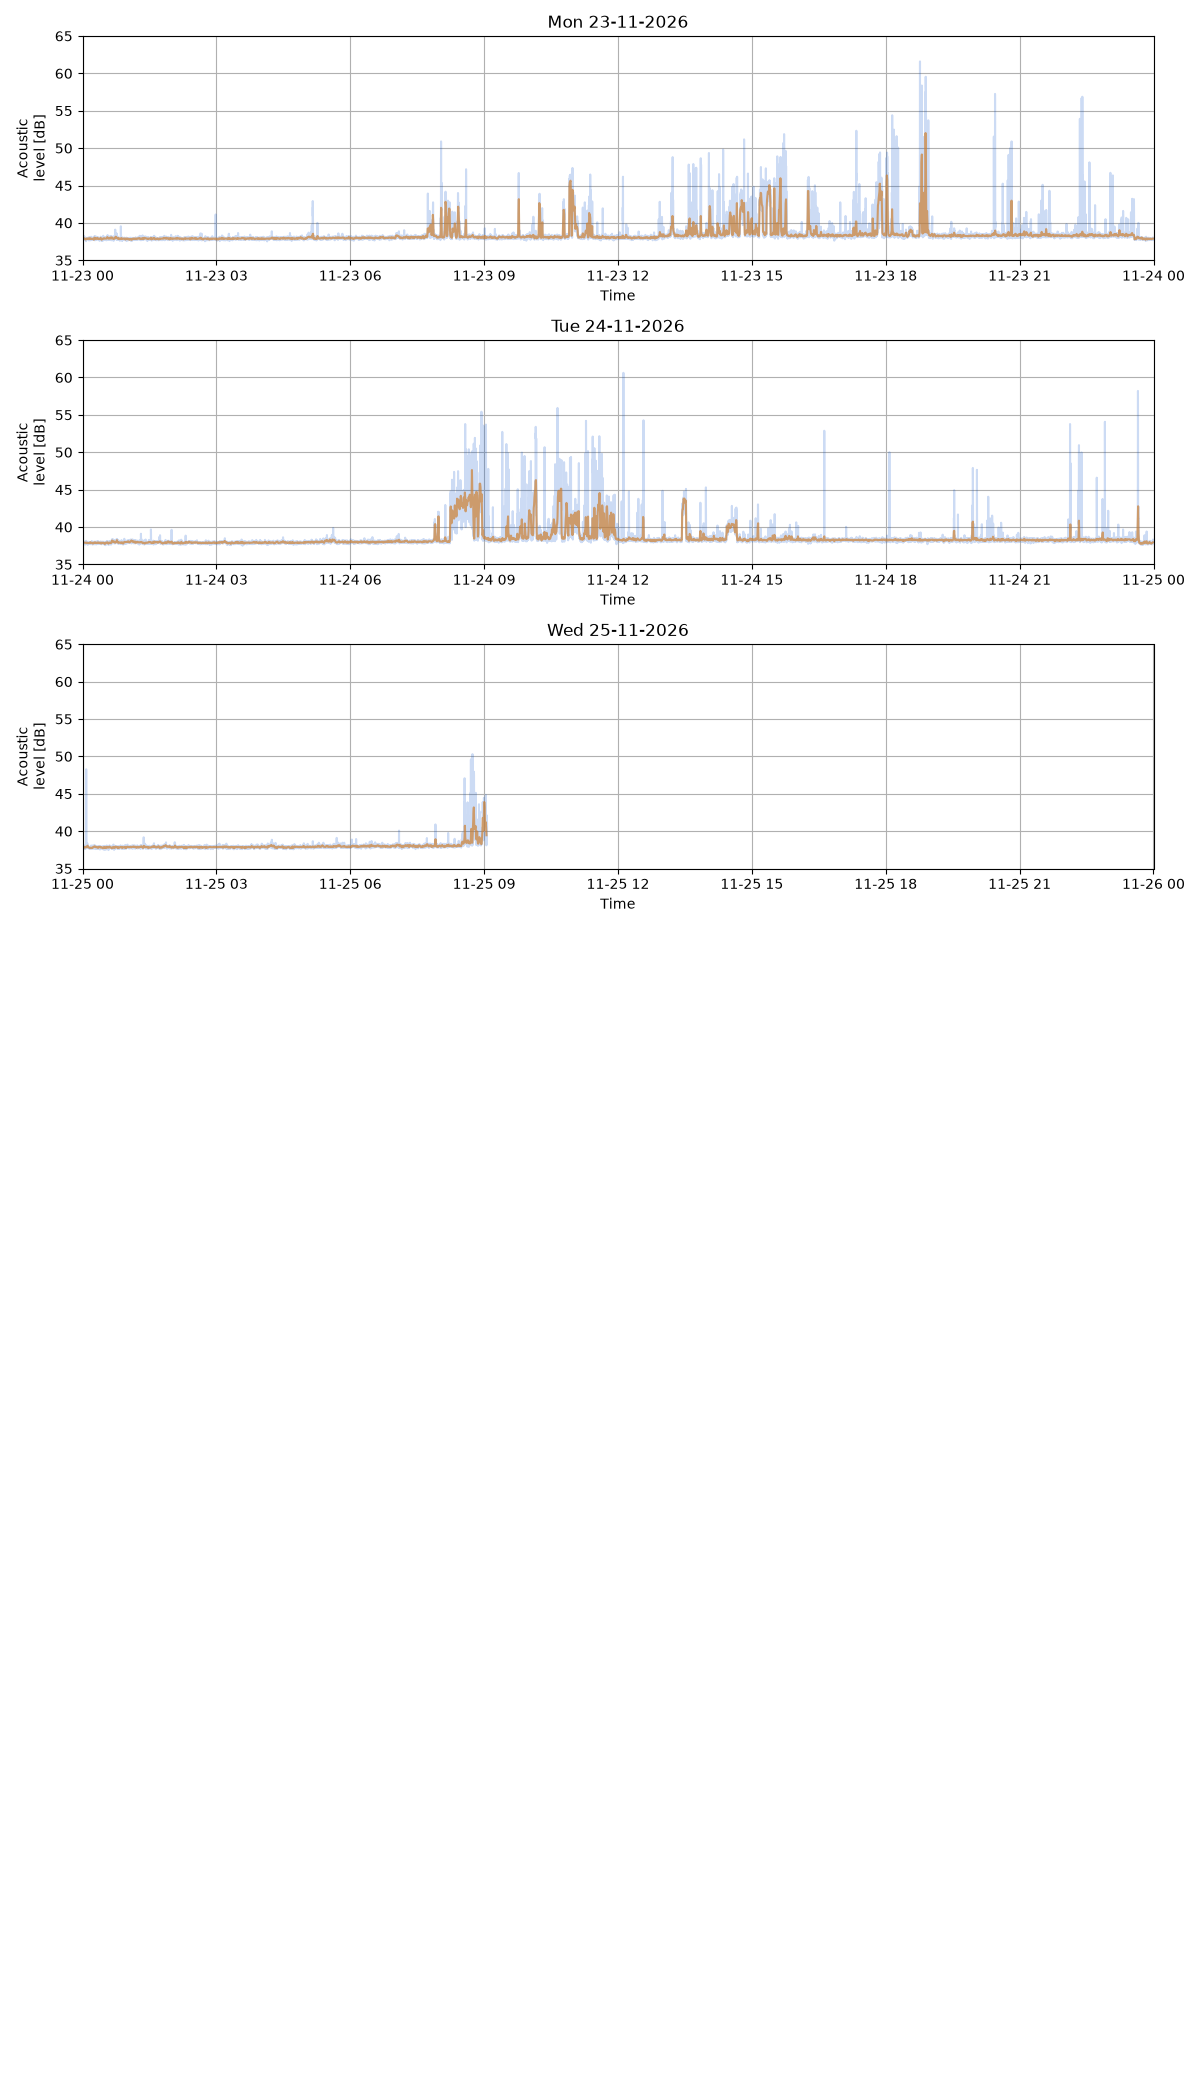 Mon 23-11-2026
65
60
55
50
45
40
35
Acoustic
level [dB]
11-23 00 11-23 03 11-23 06 11-23 09 11-23 12 11-23 15 11-23 18 11-23 21 11-24 00
Time
Tue 24-11-2026
65
60
55
50
45
40
35
Acoustic
level [dB]
11-24 00 11-24 03 11-24 06 11-24 09 11-24 12 11-24 15 11-24 18 11-24 21 11-25 00
Time
Wed 25-11-2026
65
60
55
50
45
40
35
Acoustic
level [dB]
11-25 00 11-25 03 11-25 06 11-25 09 11-25 12 11-25 15 11-25 18 11-25 21 11-26 00
Time